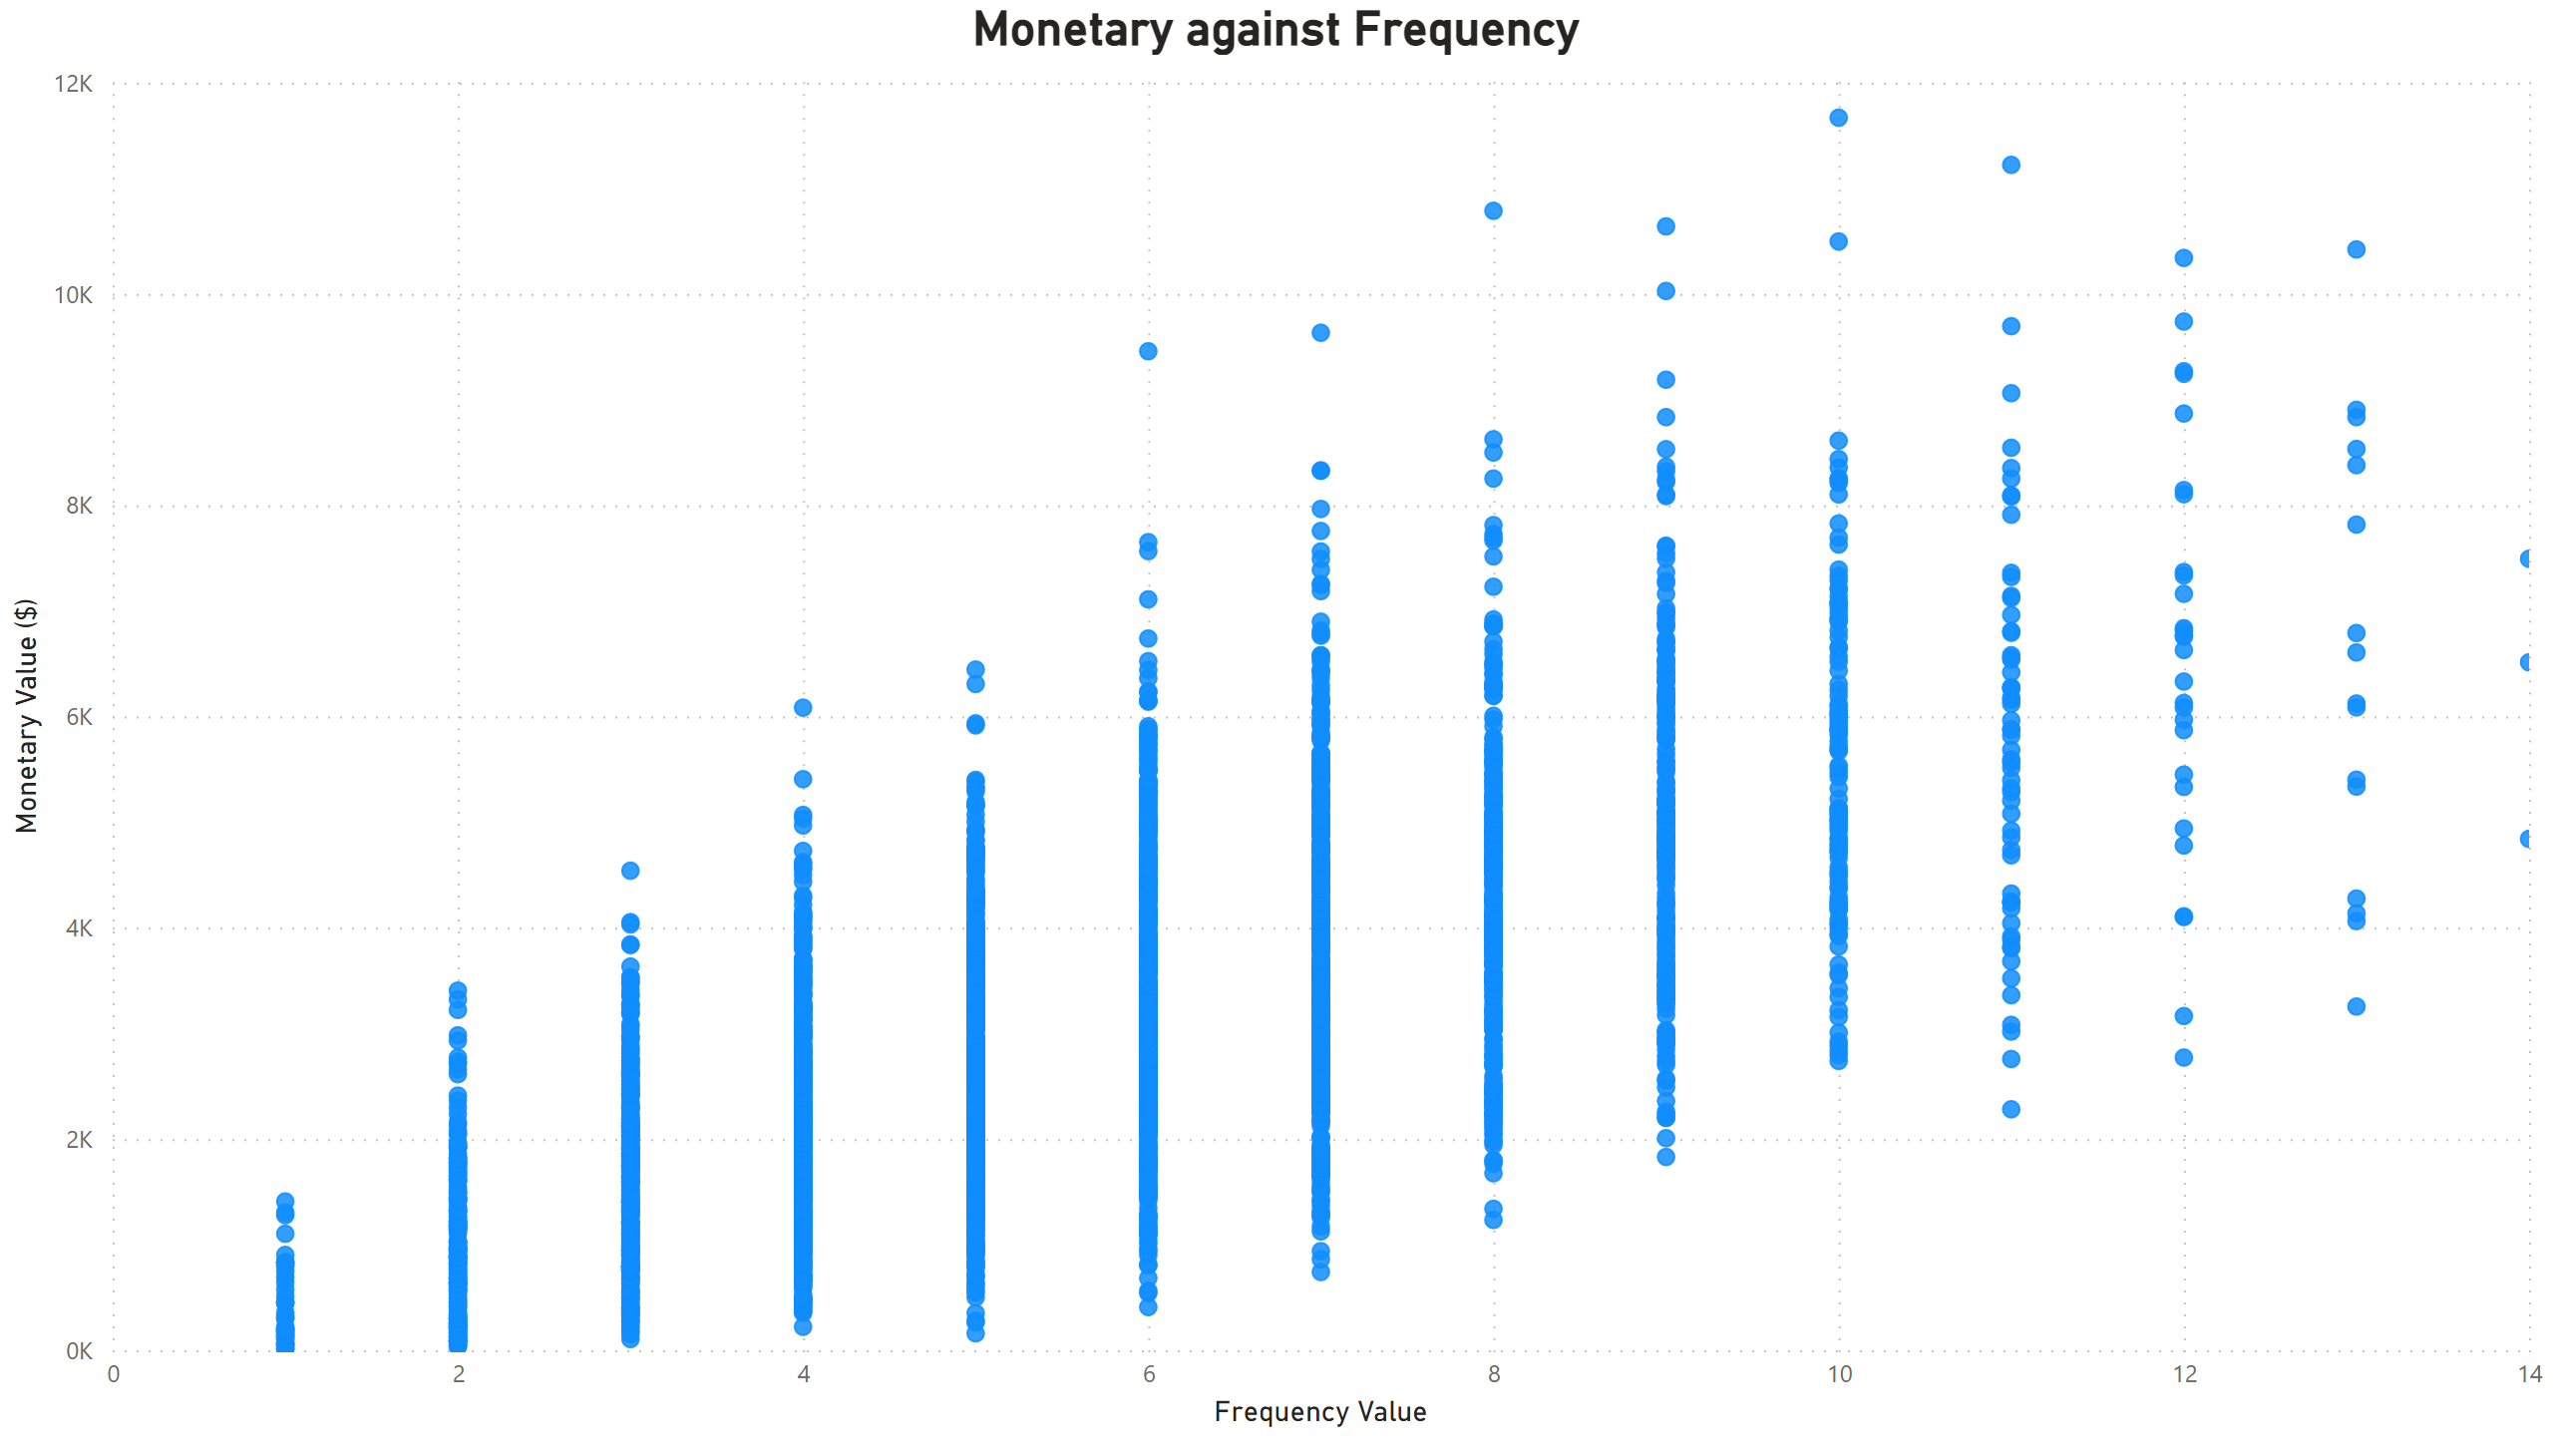 Monetary against Frequency
12K
10K
8K
6K
4K
2K
0K
Monetary Value ($)
0 2 4 6 8 10 12 14
Frequency Value